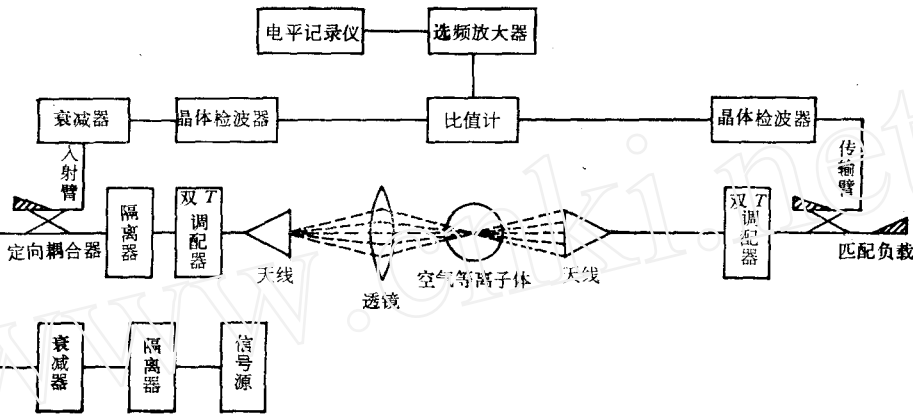 电平记录仪
选频放大器
衰减器
晶体检波器
比值计
晶体检波器
入射臂
传输臂
定向耦合器
隔离器
双T调配器
天线
透镜
空气等离子体
天线
双T调配器
匹配负载
衰减器
隔离器
信号源
www.cnki.net